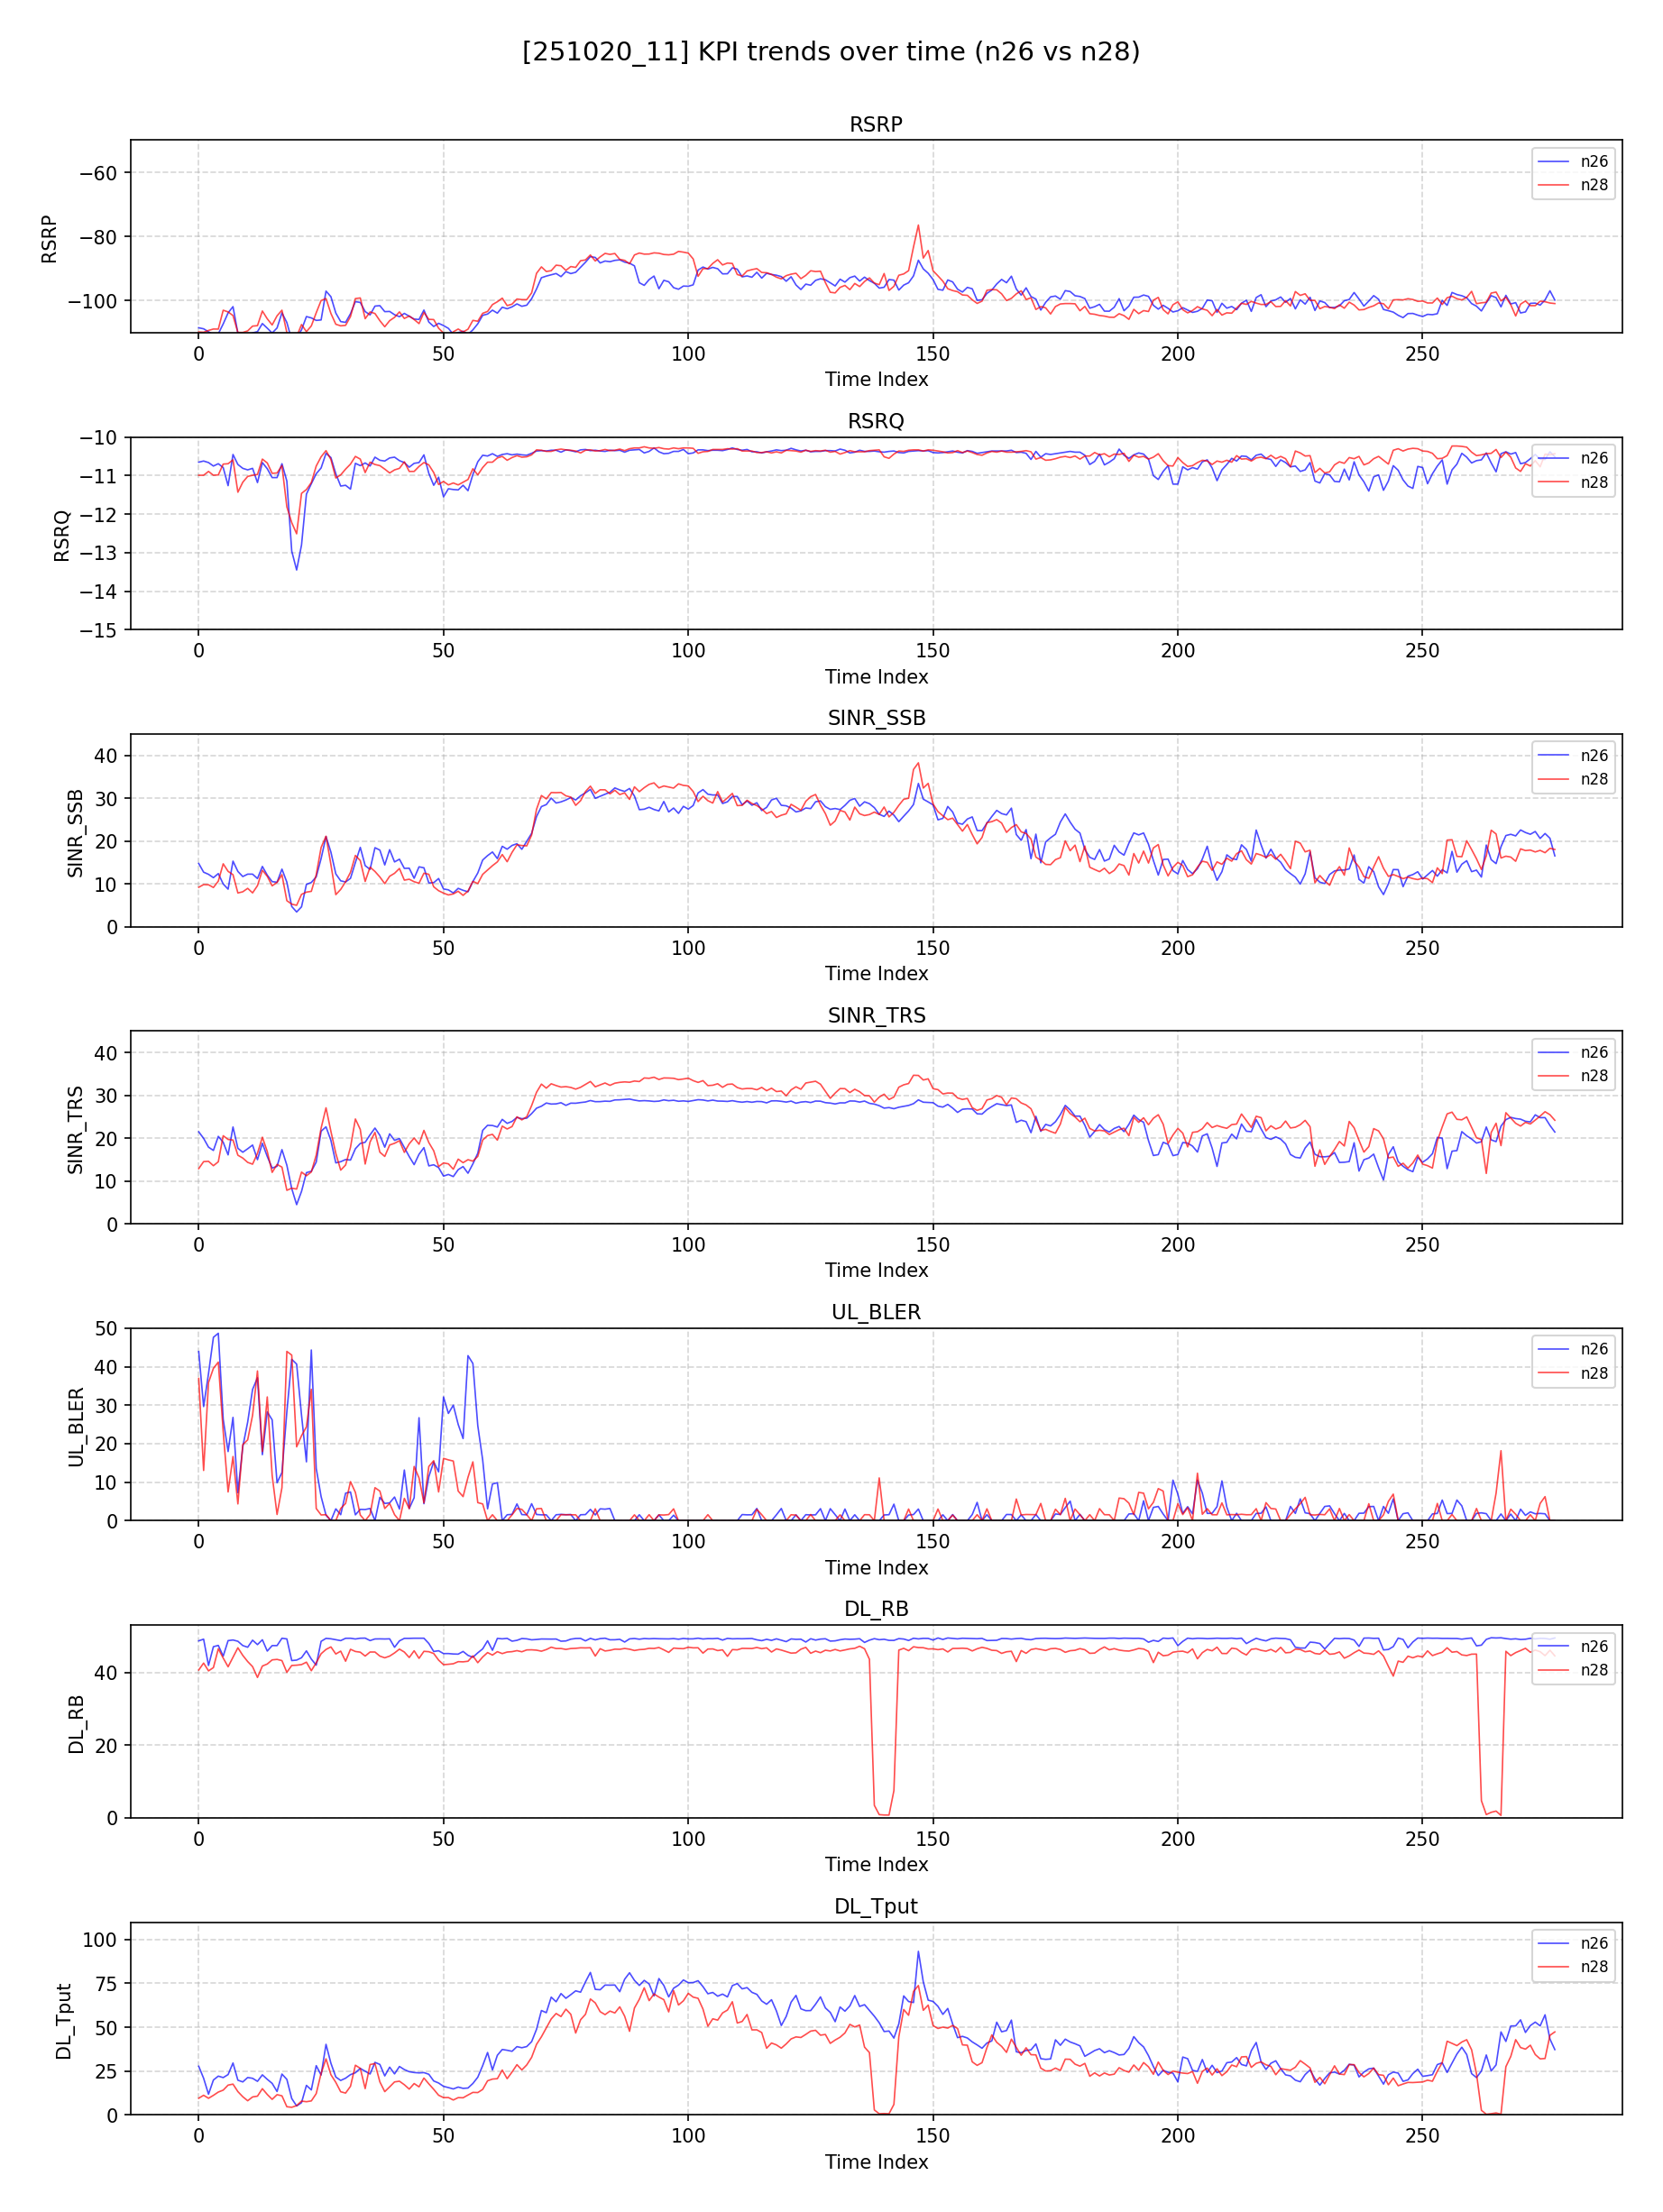 [251020_11] KPI trends over time (n26 vs n28)
RSRP
−60
−80
−100
RSRP
n26
n28
0 50 100 150 200 250
Time Index
RSRQ
−10
−11
−12
−13
−14
−15
RSRQ
n26
n28
0 50 100 150 200 250
Time Index
SINR_SSB
40
30
20
10
0
SINR_SSB
n26
n28
0 50 100 150 200 250
Time Index
SINR_TRS
40
30
20
10
0
SINR_TRS
n26
n28
0 50 100 150 200 250
Time Index
UL_BLER
50
40
30
20
10
0
UL_BLER
n26
n28
0 50 100 150 200 250
Time Index
DL_RB
40
20
0
DL_RB
n26
n28
0 50 100 150 200 250
Time Index
DL_Tput
100
75
50
25
0
DL_Tput
n26
n28
0 50 100 150 200 250
Time Index